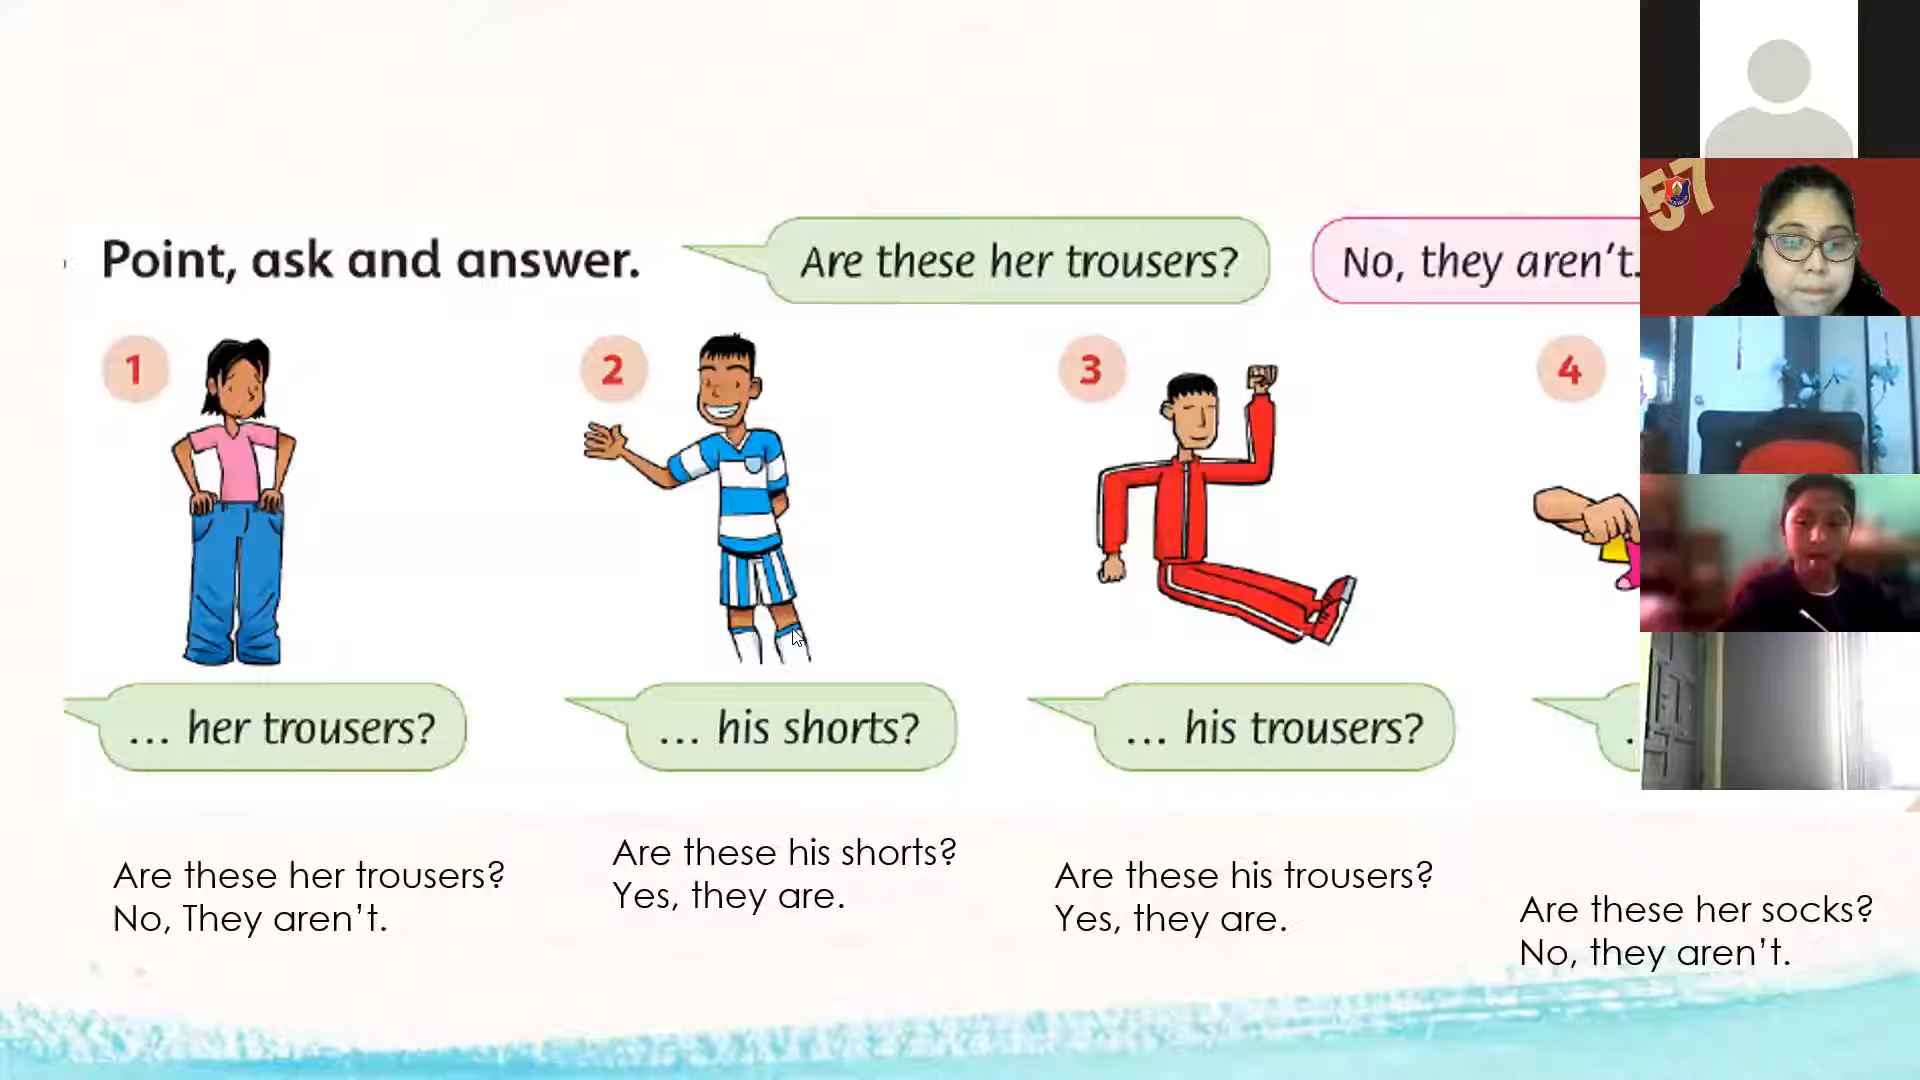 Point, ask and answer.
Are these her trousers?
No, they aren't.
1
2
3
4
... her trousers?
... his shorts?
... his trousers?
.
Are these her trousers?
No, They aren't.
Are these his shorts?
Yes, they are.
Are these his trousers?
Yes, they are.
Are these her socks?
No, they aren't.
57